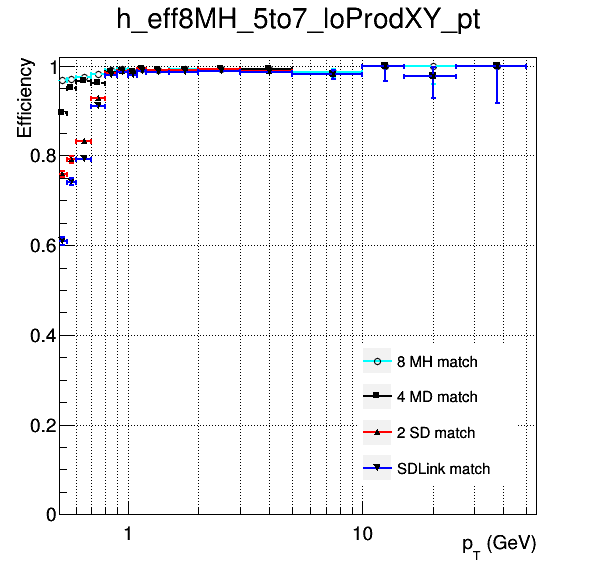 h_eff8MH_5to7_loProdXY_pt
Efficiency
1
0.8
0.6
0.4
0.2
0
8 MH match
4 MD match
2 SD match
SDLink match
1
10
p_T (GeV)